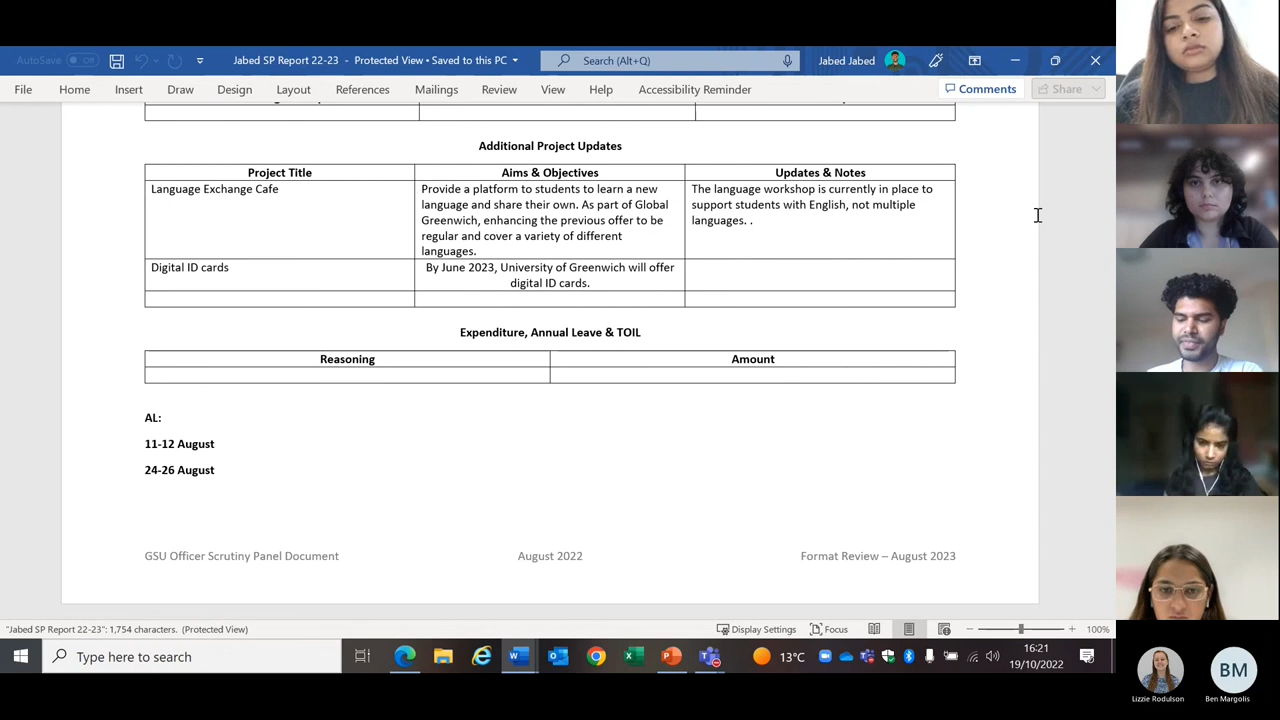 AutoSave Off Jabed SP Report 22-23 - Protected View • Saved to this PC Search (Alt+Q) Jabed Jabed
File Home Insert Draw Design Layout References Mailings Review View Help Accessibility Reminder Comments Share
Additional Project Updates
Project Title Aims & Objectives Updates & Notes
Language Exchange Cafe
Provide a platform to students to learn a new
language and share their own. As part of Global
Greenwich, enhancing the previous offer to be
regular and cover a variety of different
languages.
The language workshop is currently in place to
support students with English, not multiple
languages. .
Digital ID cards
By June 2023, University of Greenwich will offer
digital ID cards.
Expenditure, Annual Leave & TOIL
Reasoning Amount
AL:
11-12 August
24-26 August
GSU Officer Scrutiny Panel Document August 2022 Format Review – August 2023
"Jabed SP Report 22-23": 1,754 characters. (Protected View) Display Settings Focus 100%
Type here to search 13°C 16:21
19/10/2022
BM
Lizzie Rodulson Ben Margolis